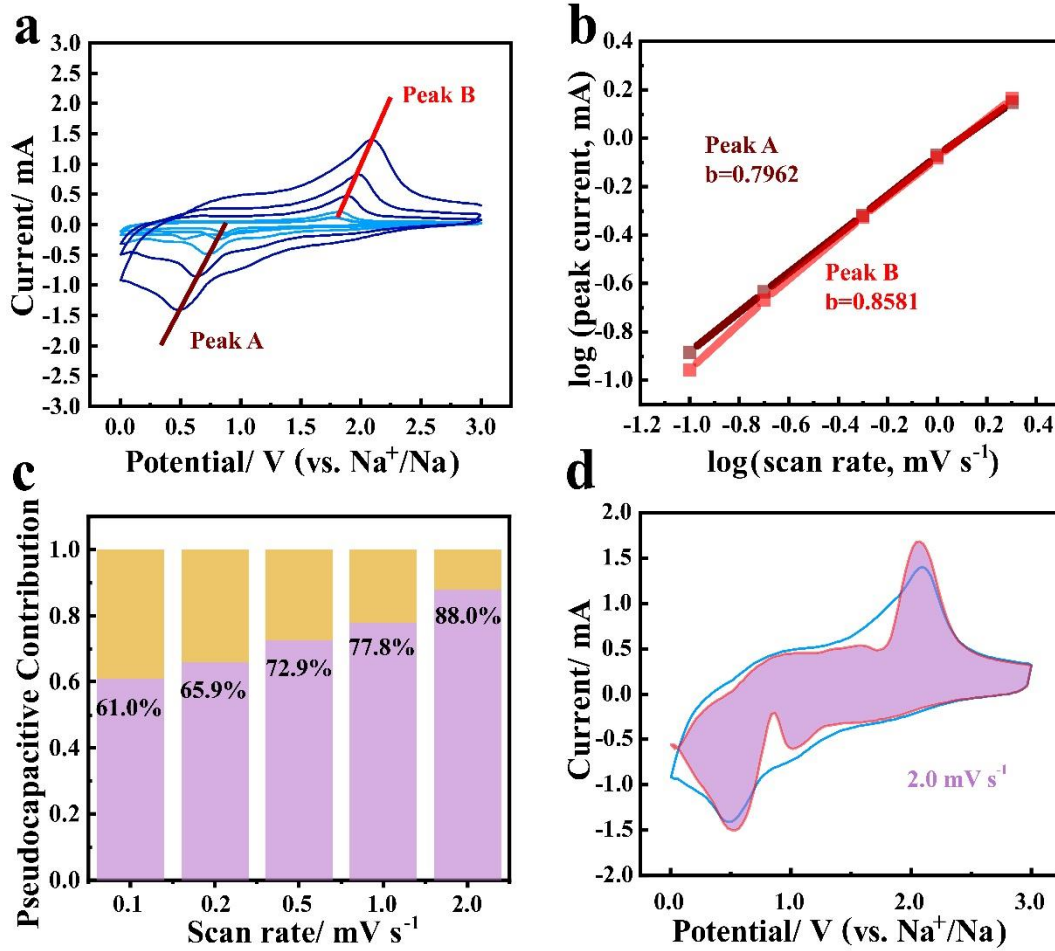 a
3.0
2.5
2.0
1.5
1.0
0.5
0.0
-0.5
-1.0
-1.5
-2.0
-2.5
-3.0
Current/ mA
Peak B
Peak A
0.0 0.5 1.0 1.5 2.0 2.5 3.0
Potential/ V (vs. Na⁺/Na)
b
0.4
0.2
0.0
-0.2
-0.4
-0.6
-0.8
-1.0
log (peak current, mA)
Peak A
b=0.7962
Peak B
b=0.8581
-1.2 -1.0 -0.8 -0.6 -0.4 -0.2 0.0 0.2 0.4
log(scan rate, mV s⁻¹)
c
1.0
0.8
0.6
0.4
0.2
0.0
Pseudocapacitive Contribution
61.0%
65.9%
72.9%
77.8%
88.0%
0.1 0.2 0.5 1.0 2.0
Scan rate/ mV s⁻¹
d
2.0
1.5
1.0
0.5
0.0
-0.5
-1.0
-1.5
-2.0
Current/ mA
2.0 mV s⁻¹
0.0 1.0 2.0 3.0
Potential/ V (vs. Na⁺/Na)